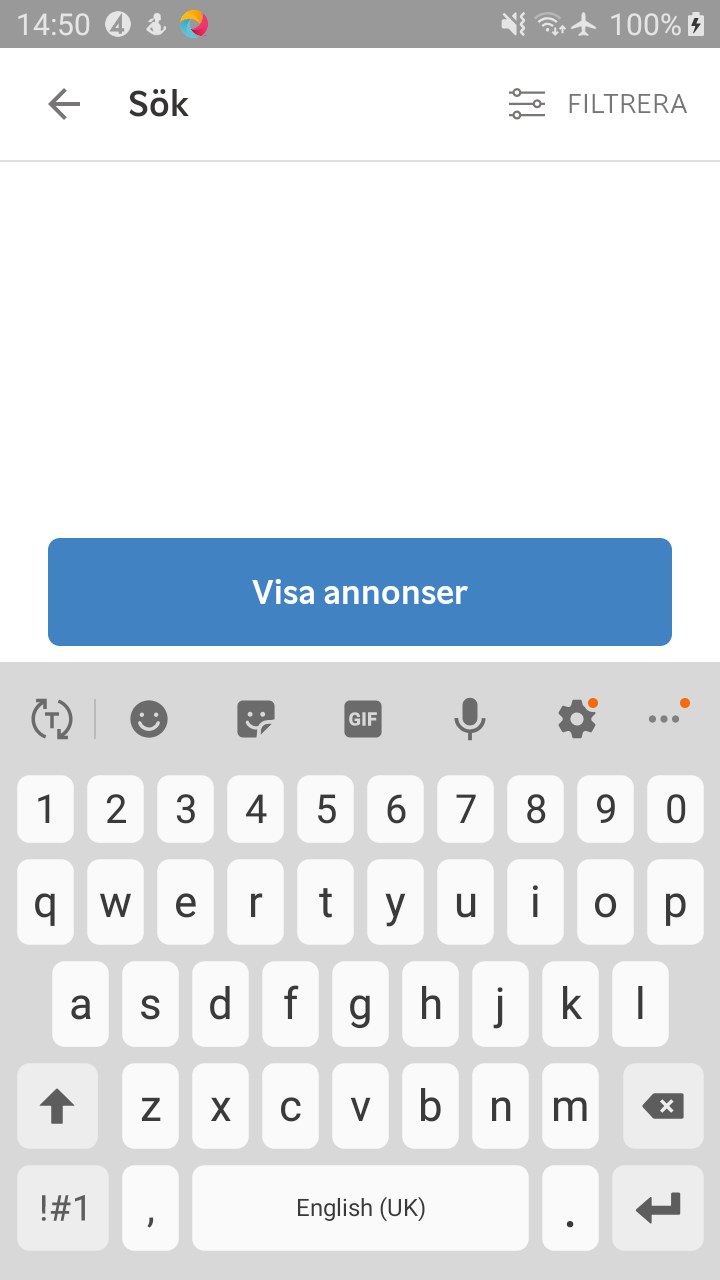 14:50 100%
Sök FILTRERA
Visa annonser
T GIF
1 2 3 4 5 6 7 8 9 0
q w e r t y u i o p
a s d f g h j k l
z x c v b n m
!#1 , English (UK) .